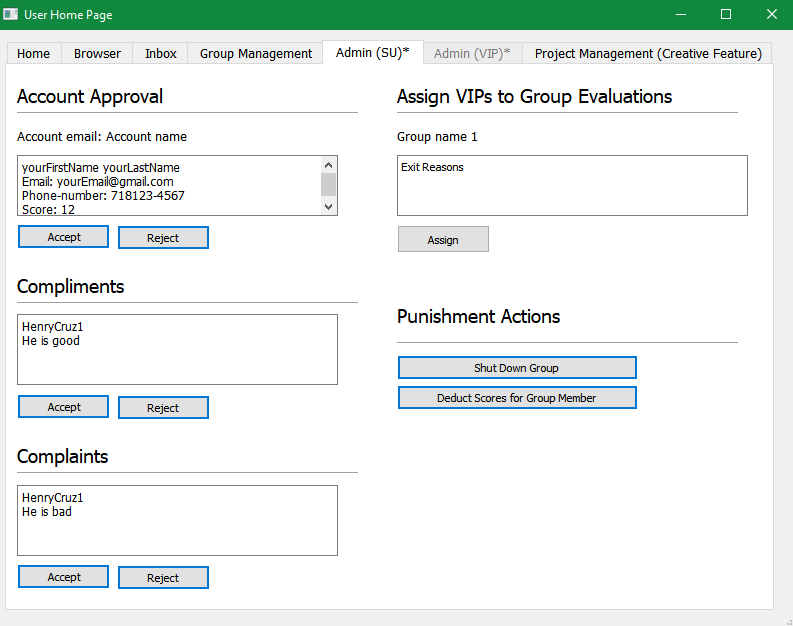 User Home Page
Home
Browser
Inbox
Group Management
Admin (SU)*
Admin (VIP)*
Project Management (Creative Feature)
Account Approval
Account email: Account name
yourFirstName yourLastName
Email: yourEmail@gmail.com
Phone-number: 718123-4567
Score: 12
Accept
Reject
Compliments
HenryCruz1
He is good
Accept
Reject
Complaints
HenryCruz1
He is bad
Accept
Reject
Assign VIPs to Group Evaluations
Group name 1
Exit Reasons
Assign
Punishment Actions
Shut Down Group
Deduct Scores for Group Member